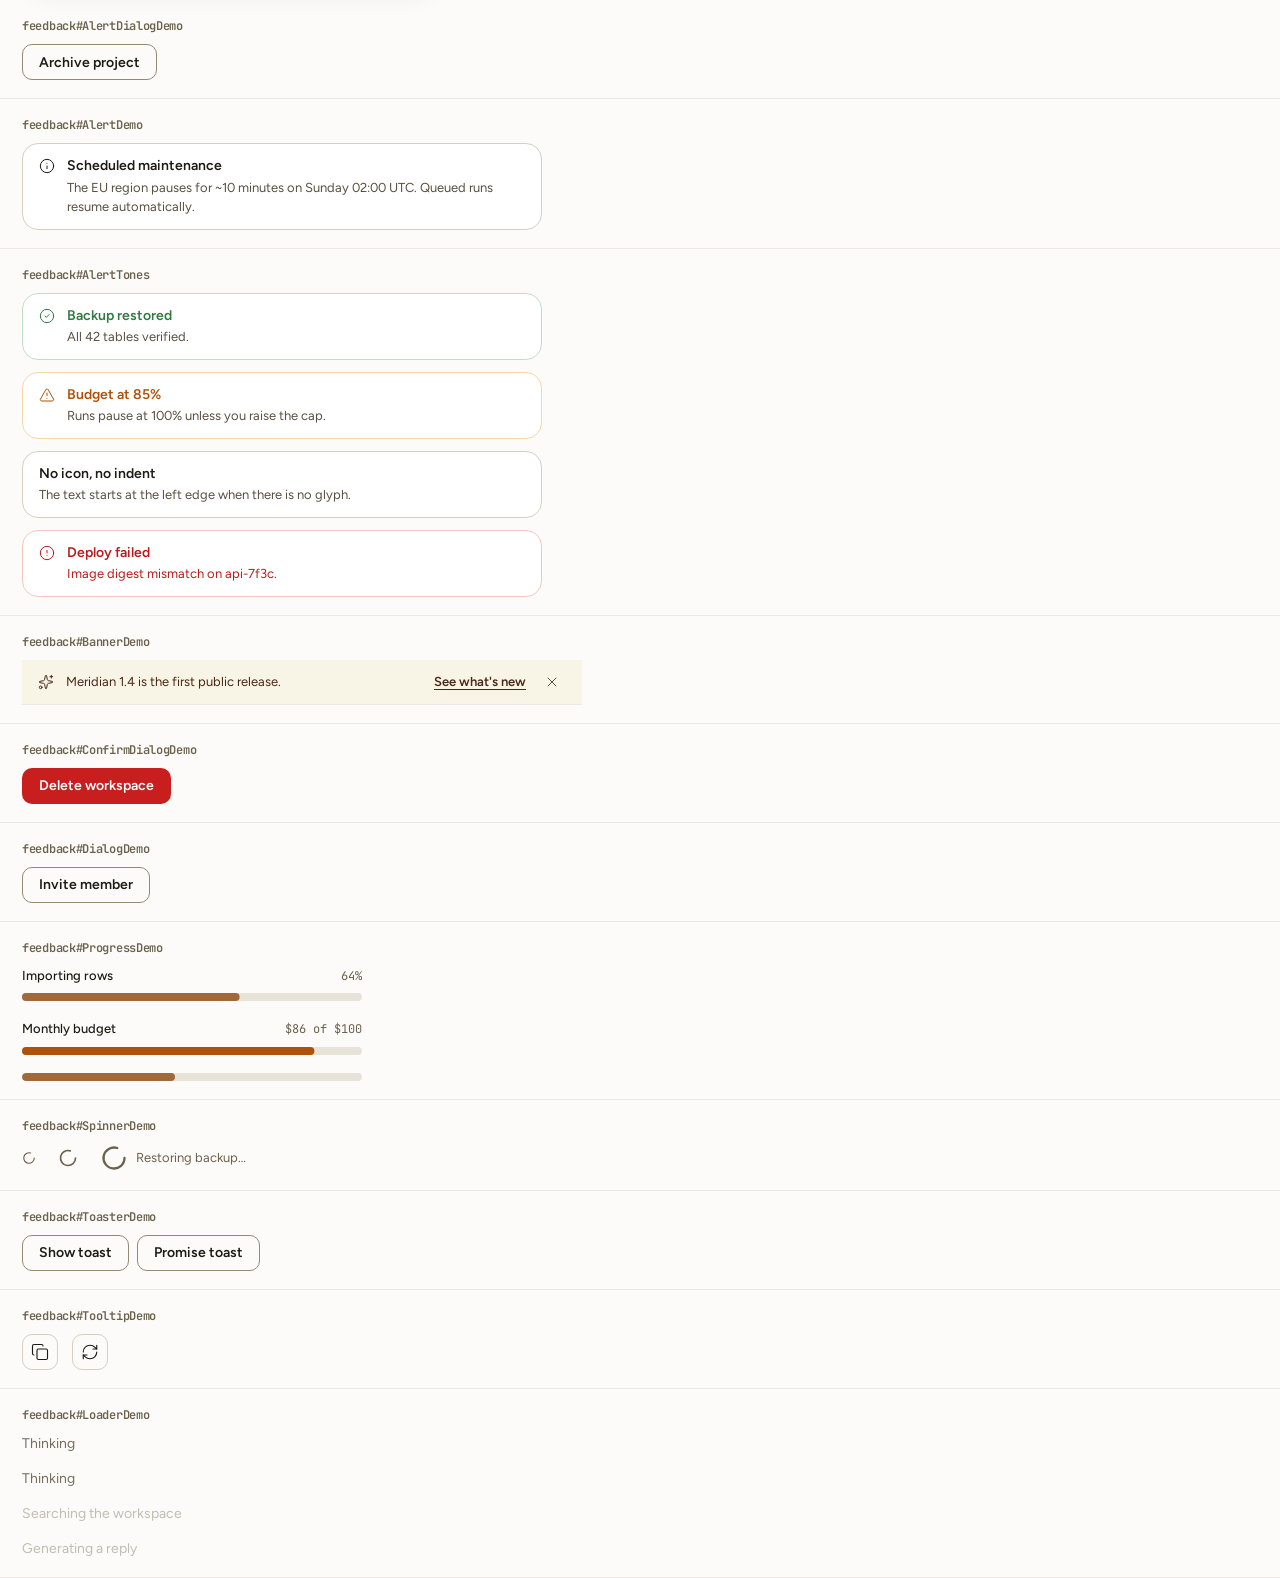 feedback#AlertDialogDemo
Archive project
feedback#AlertDemo
Scheduled maintenance
The EU region pauses for ~10 minutes on Sunday 02:00 UTC. Queued runs
resume automatically.
feedback#AlertTones
Backup restored
All 42 tables verified.
Budget at 85%
Runs pause at 100% unless you raise the cap.
No icon, no indent
The text starts at the left edge when there is no glyph.
Deploy failed
Image digest mismatch on api-7f3c.
feedback#BannerDemo
Meridian 1.4 is the first public release. See what's new
feedback#ConfirmDialogDemo
Delete workspace
feedback#DialogDemo
Invite member
feedback#ProgressDemo
Importing rows 64%
Monthly budget $86 of $100
feedback#SpinnerDemo
Restoring backup…
feedback#ToasterDemo
Show toast Promise toast
feedback#TooltipDemo
feedback#LoaderDemo
Thinking
Thinking
Searching the workspace
Generating a reply